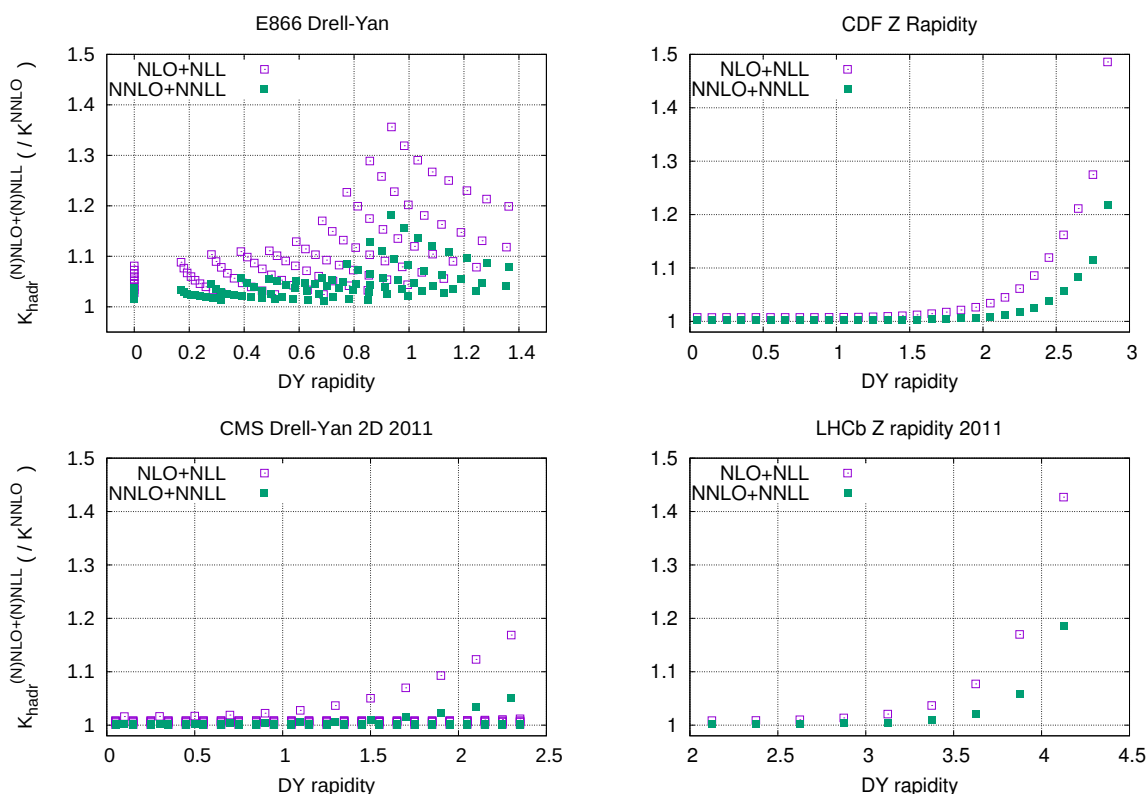 E866 Drell-Yan
K_hadr^(N)NLO+(N)NLL ( / K^NNLO )
1.5
1.4
1.3
1.2
1.1
1
NLO+NLL
NNLO+NNLL
0 0.2 0.4 0.6 0.8 1 1.2 1.4
DY rapidity
CDF Z Rapidity
1.5
1.4
1.3
1.2
1.1
1
NLO+NLL
NNLO+NNLL
0 0.5 1 1.5 2 2.5 3
DY rapidity
CMS Drell-Yan 2D 2011
K_hadr^(N)NLO+(N)NLL ( / K^NNLO )
1.5
1.4
1.3
1.2
1.1
1
NLO+NLL
NNLO+NNLL
0 0.5 1 1.5 2 2.5
DY rapidity
LHCb Z rapidity 2011
1.5
1.4
1.3
1.2
1.1
1
NLO+NLL
NNLO+NNLL
2 2.5 3 3.5 4 4.5
DY rapidity